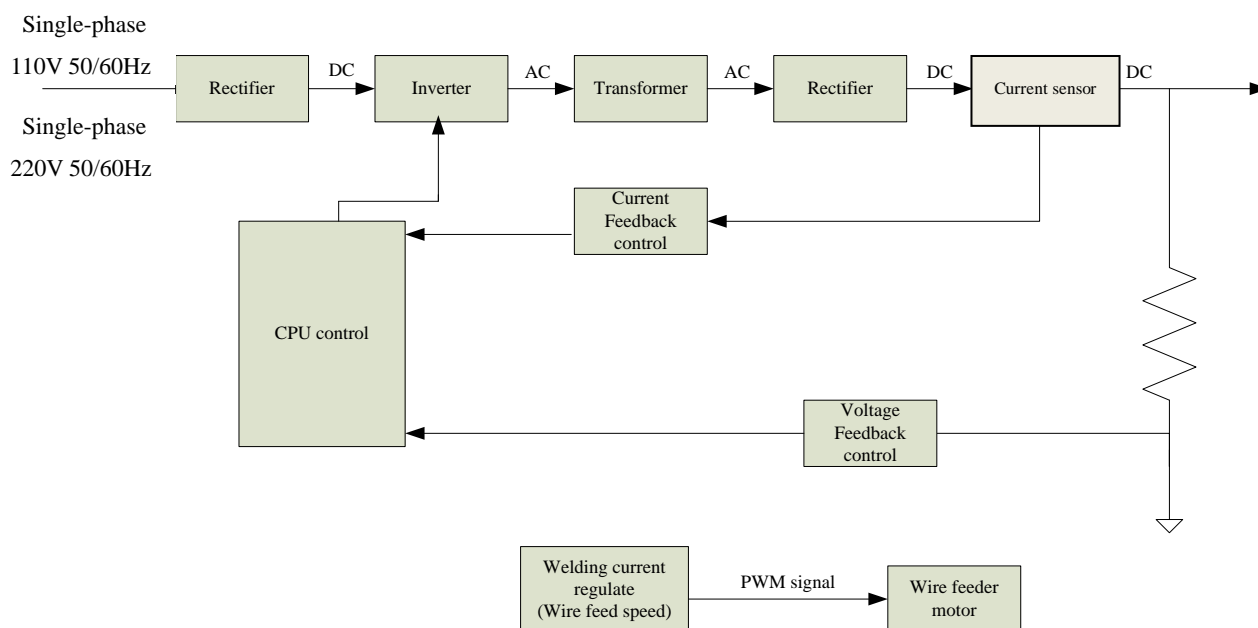 Single-phase
110V 50/60Hz
Single-phase
220V 50/60Hz
Rectifier
DC
Inverter
AC
Transformer
AC
Rectifier
DC
Current sensor
DC
Current
Feedback
control
CPU control
Voltage
Feedback
control
Welding current
regulate
(Wire feed speed)
PWM signal
Wire feeder
motor